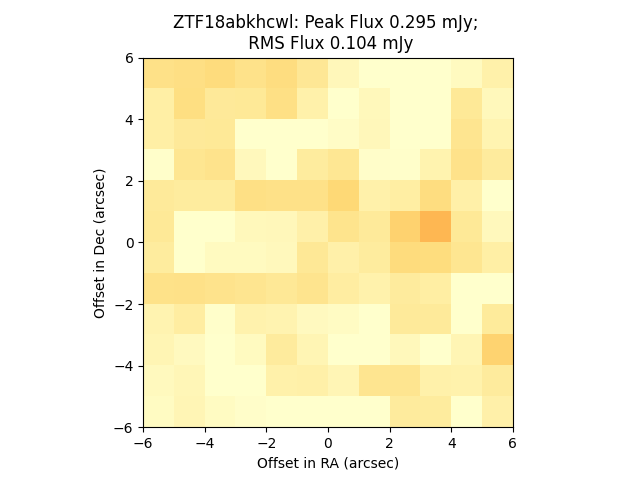 ZTF18abkhcwl: Peak Flux 0.295 mJy;
RMS Flux 0.104 mJy
6
4
2
0
−2
−4
−6
Offset in Dec (arcsec)
−6 −4 −2 0 2 4 6
Offset in RA (arcsec)